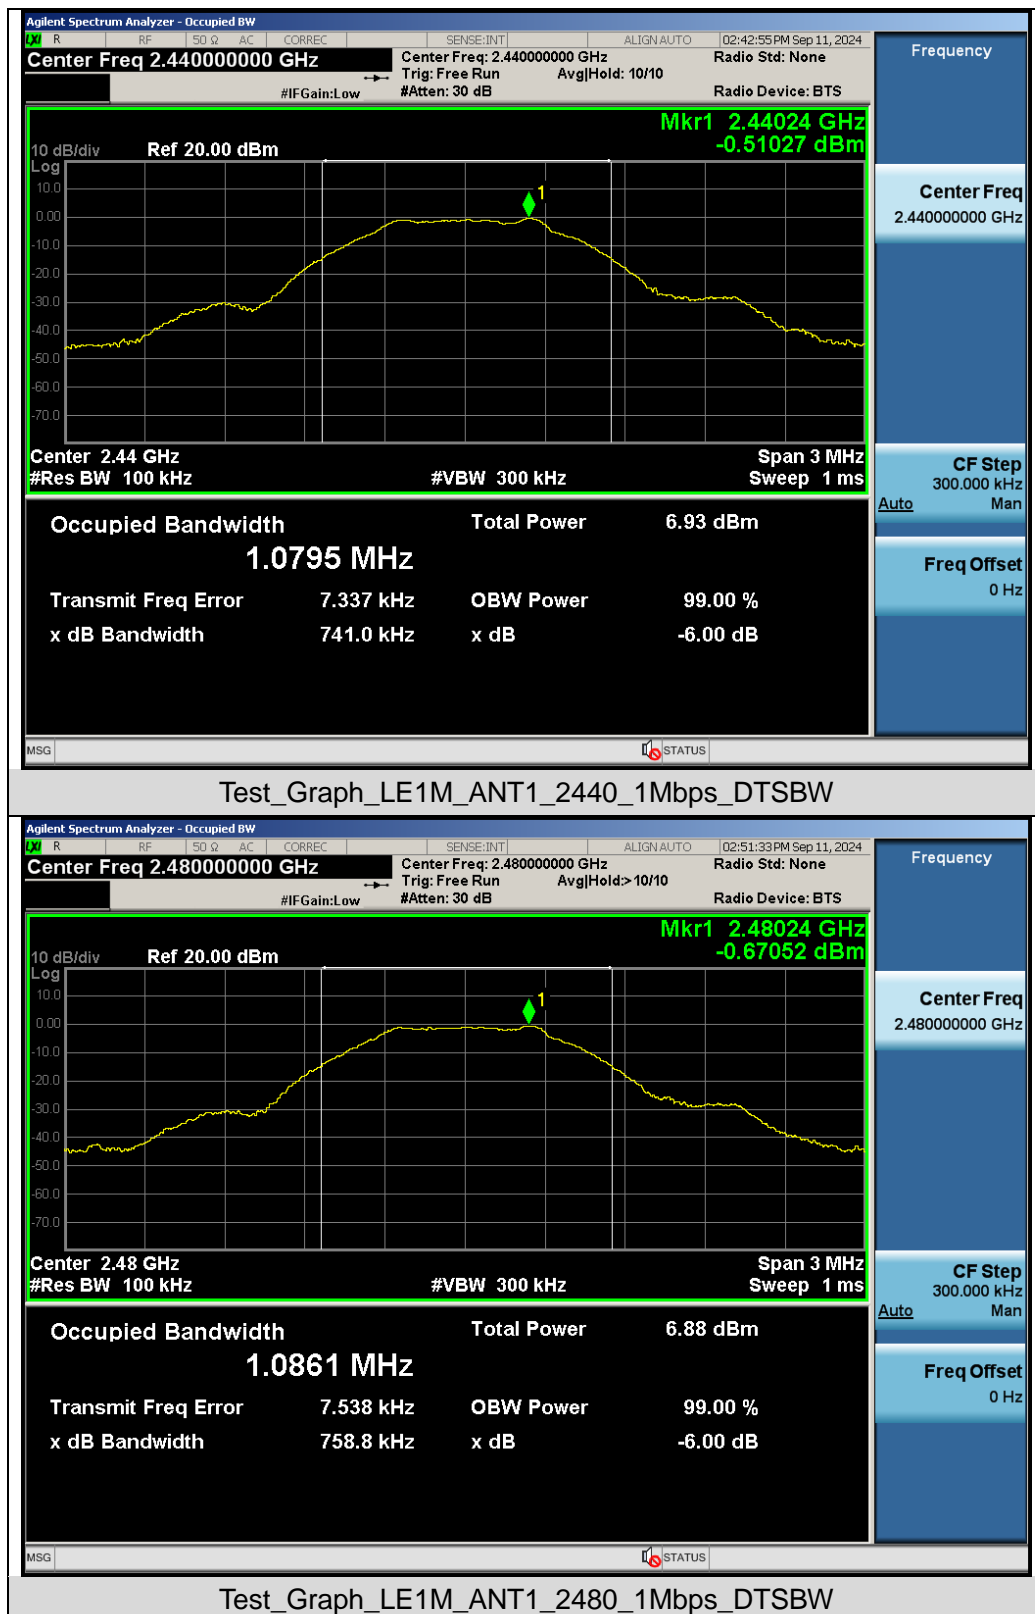 Agilent Spectrum Analyzer - Occupied BW
LXI R RF 50 Ω AC CORREC SENSE:INT ALIGN AUTO 02:42:55 PM Sep 11, 2024
Center Freq 2.440000000 GHz
Center Freq: 2.440000000 GHz
Radio Std: None
Trig: Free Run Avg|Hold: 10/10
#IFGain:Low #Atten: 30 dB
Radio Device: BTS
Frequency
Mkr1 2.44024 GHz
-0.51027 dBm
10 dB/div Ref 20.00 dBm
Log
10.0
0.00
-10.0
-20.0
-30.0
-40.0
-50.0
-60.0
-70.0
1
Center 2.44 GHz Span 3 MHz
#Res BW 100 kHz #VBW 300 kHz Sweep 1 ms
Center Freq
2.440000000 GHz
CF Step
300.000 kHz
Auto Man
Freq Offset
0 Hz
Occupied Bandwidth Total Power 6.93 dBm
1.0795 MHz
Transmit Freq Error 7.337 kHz OBW Power 99.00 %
x dB Bandwidth 741.0 kHz x dB -6.00 dB
MSG STATUS
Test_Graph_LE1M_ANT1_2440_1Mbps_DTSBW
Agilent Spectrum Analyzer - Occupied BW
LXI R RF 50 Ω AC CORREC SENSE:INT ALIGN AUTO 02:51:33 PM Sep 11, 2024
Center Freq 2.480000000 GHz
Center Freq: 2.480000000 GHz
Radio Std: None
Trig: Free Run Avg|Hold:>10/10
#IFGain:Low #Atten: 30 dB
Radio Device: BTS
Frequency
Mkr1 2.48024 GHz
-0.67052 dBm
10 dB/div Ref 20.00 dBm
Log
10.0
0.00
-10.0
-20.0
-30.0
-40.0
-50.0
-60.0
-70.0
1
Center 2.48 GHz Span 3 MHz
#Res BW 100 kHz #VBW 300 kHz Sweep 1 ms
Center Freq
2.480000000 GHz
CF Step
300.000 kHz
Auto Man
Freq Offset
0 Hz
Occupied Bandwidth Total Power 6.88 dBm
1.0861 MHz
Transmit Freq Error 7.538 kHz OBW Power 99.00 %
x dB Bandwidth 758.8 kHz x dB -6.00 dB
MSG STATUS
Test_Graph_LE1M_ANT1_2480_1Mbps_DTSBW